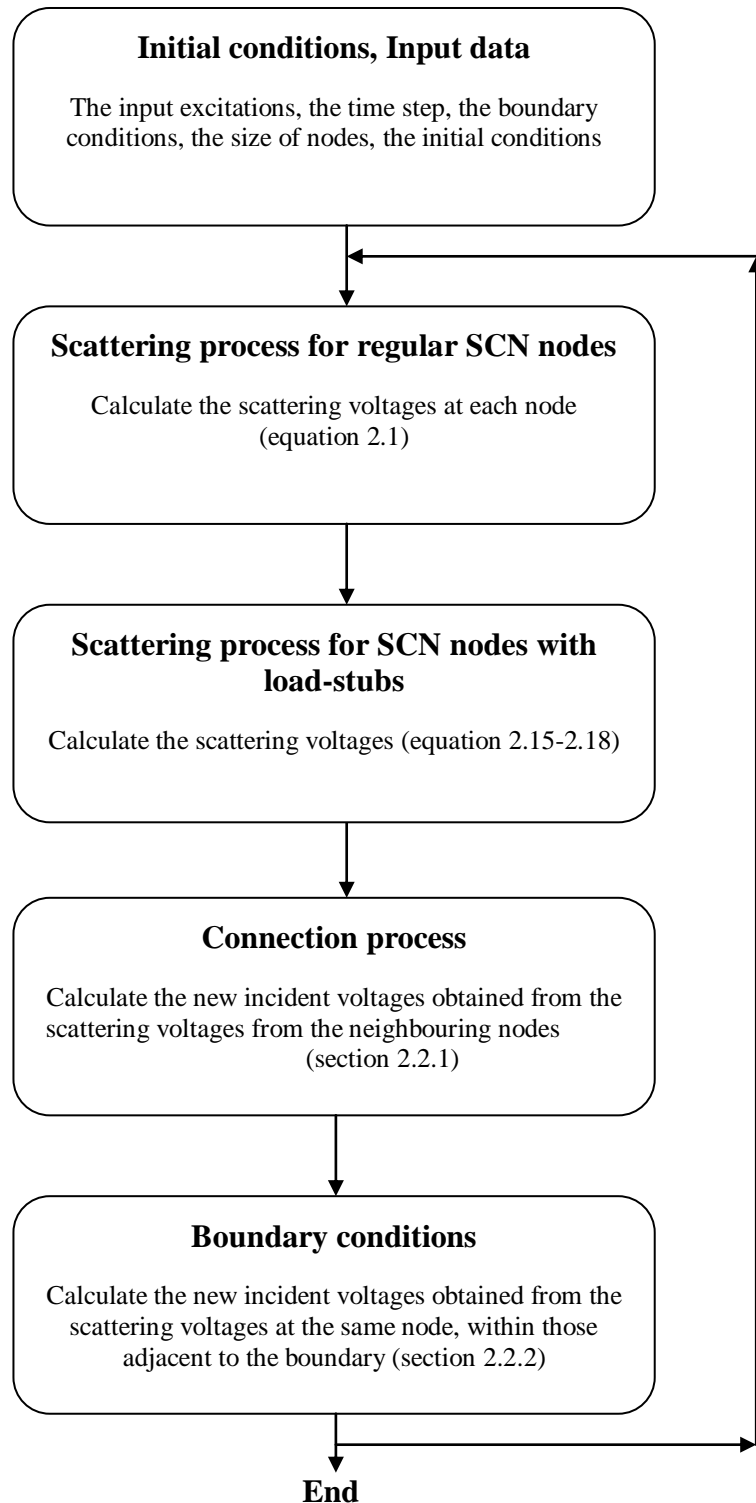 Initial conditions, Input data
The input excitations, the time step, the boundary
conditions, the size of nodes, the initial conditions
Scattering process for regular SCN nodes
Calculate the scattering voltages at each node
(equation 2.1)
Scattering process for SCN nodes with
load-stubs
Calculate the scattering voltages (equation 2.15-2.18)
Connection process
Calculate the new incident voltages obtained from the
scattering voltages from the neighbouring nodes
(section 2.2.1)
Boundary conditions
Calculate the new incident voltages obtained from the
scattering voltages at the same node, within those
adjacent to the boundary (section 2.2.2)
End